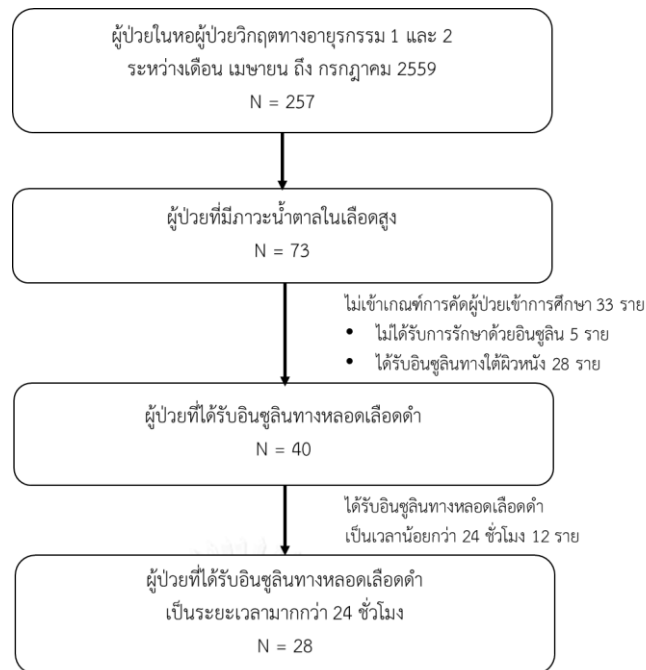 ผู้ป่วยในหอผู้ป่วยวิกฤตทางอายุรกรรม 1 และ 2
ระหว่างเดือน เมษายน ถึง กรกฎาคม 2559
N = 257
ผู้ป่วยที่มีภาวะน้ำตาลในเลือดสูง
N = 73
ไม่เข้าเกณฑ์การคัดผู้ป่วยเข้าการศึกษา 33 ราย
• ไม่ได้รับการรักษาด้วยอินซูลิน 5 ราย
• ได้รับอินซูลินทางใต้ผิวหนัง 28 ราย
ผู้ป่วยที่ได้รับอินซูลินทางหลอดเลือดดำ
N = 40
ได้รับอินซูลินทางหลอดเลือดดำ
เป็นเวลาน้อยกว่า 24 ชั่วโมง 12 ราย
ผู้ป่วยที่ได้รับอินซูลินทางหลอดเลือดดำ
เป็นระยะเวลามากกว่า 24 ชั่วโมง
N = 28